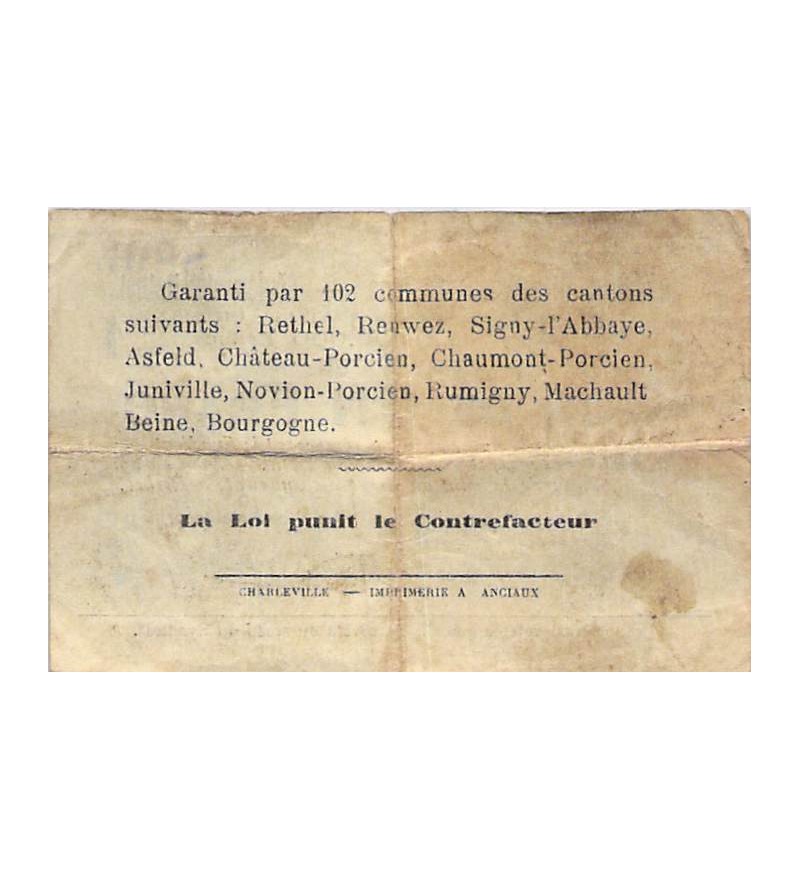 Garanti par 102 communes des cantons
suivants : Rethel, Renwez, Signy-l'Abbaye,
Asfeld, Château-Porcien, Chaumont-Porcien,
Juniville, Novion-Porcien, Rumigny, Machault
Beine, Bourgogne.
La Loi punit le Contrefacteur
CHARLEVILLE — IMPRIMERIE A ANCIAUX